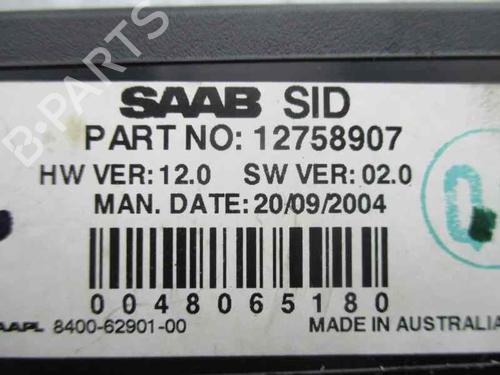 SAAB SID
PART NO: 12758907
HW VER: 12.0 SW VER: 02.0
MAN. DATE: 20/09/2004
0048065180
8400-62901-00 MADE IN AUSTRALIA
B-PARTS